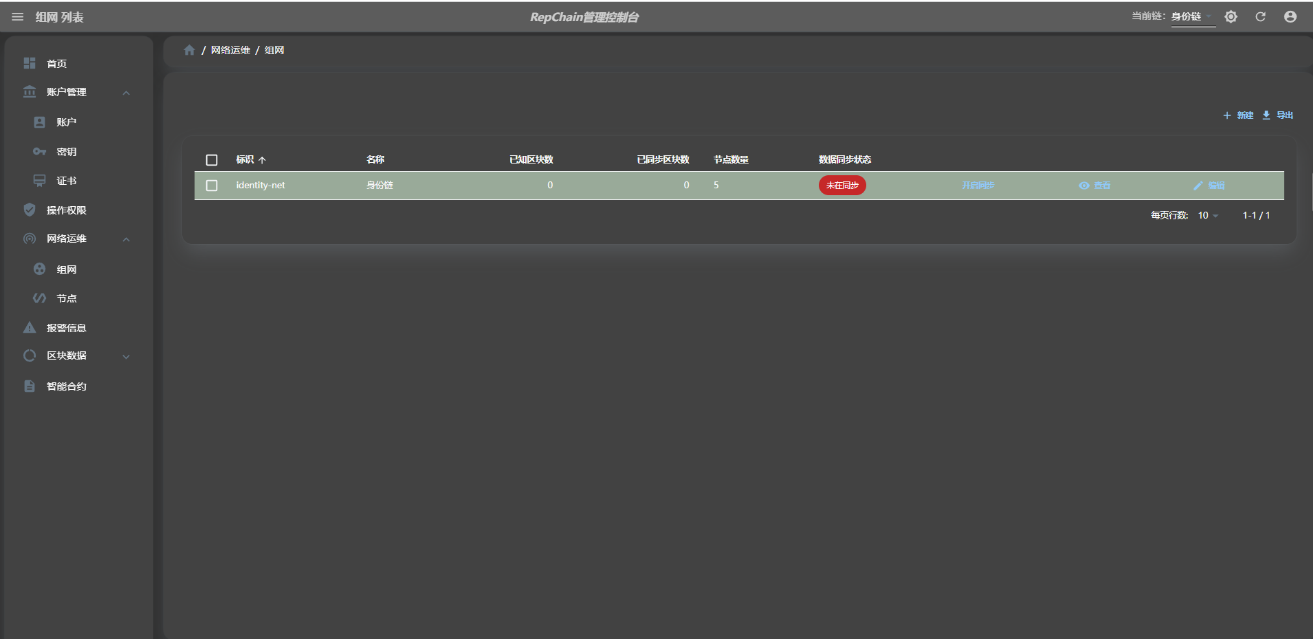 组网 列表
RepChain管理控制台
当前链: 身份链
首页
账户管理
账户
密钥
证书
操作权限
网络运维
组网
节点
报警信息
区块数据
智能合约
/ 网络运维 / 组网
+ 新建 导出
标识 ↑ 名称 已知区块数 已同步区块数 节点数量 数据同步状态
identity-net 身份链 0 0 5 未在同步 开启同步 查看 编辑
每页行数: 10 1-1 / 1